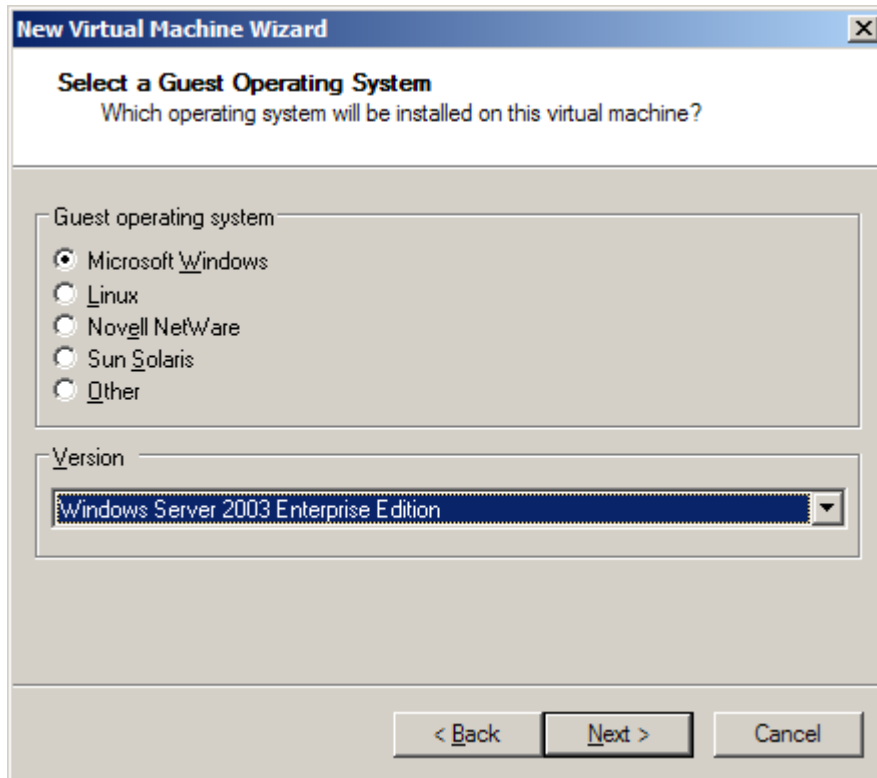 New Virtual Machine Wizard
Select a Guest Operating System
Which operating system will be installed on this virtual machine?
Guest operating system
Microsoft Windows
Linux
Novell NetWare
Sun Solaris
Other
Version
Windows Server 2003 Enterprise Edition
< Back Next > Cancel